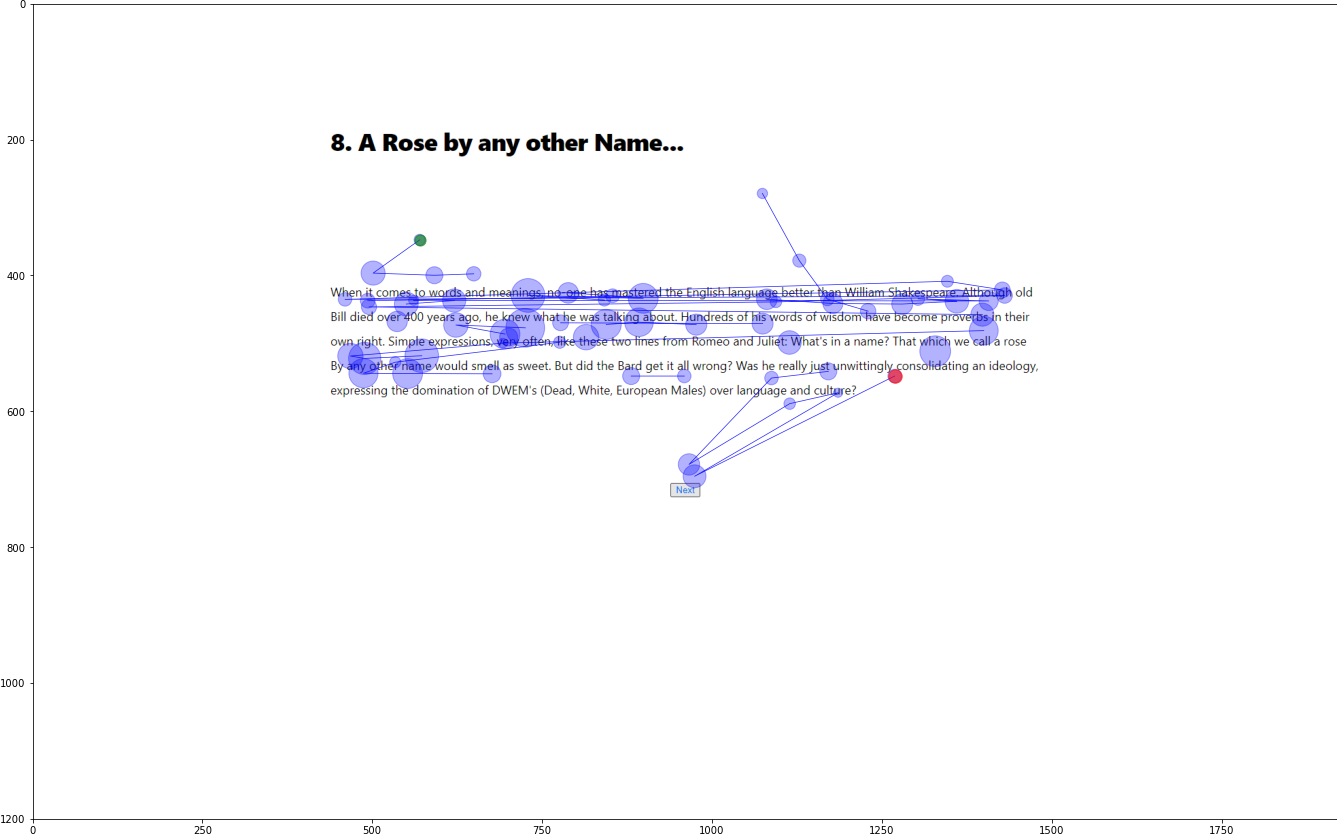 0
200
8. A Rose by any other Name...
400
When it comes to words and meanings, no-one has mastered the English language better than William Shakespeare. Although old
Bill died over 400 years ago, he knew what he was talking about. Hundreds of his words of wisdom have become proverbs in their
own right. Simple expressions, very often, like these two lines from Romeo and Juliet: What's in a name? That which we call a rose
By any other name would smell as sweet. But did the Bard get it all wrong? Was he really just unwittingly consolidating an ideology,
expressing the domination of DWEM's (Dead, White, European Males) over language and culture?
600
Next
800
1000
1200
0 250 500 750 1000 1250 1500 1750